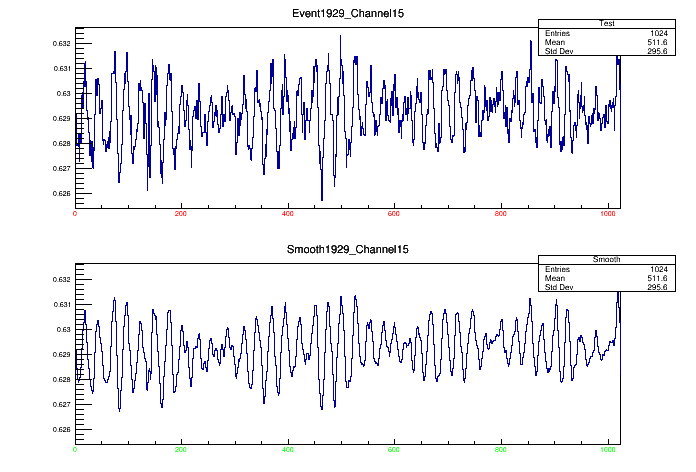 Event1929_Channel15
Test
Entries 1024
Mean 511.6
Std Dev 295.6
0.632
0.631
0.63
0.629
0.628
0.627
0.626
0 200 400 600 800 1000
Smooth1929_Channel15
Smooth
Entries 1024
Mean 511.6
Std Dev 295.6
0.632
0.631
0.63
0.629
0.628
0.627
0.626
0 200 400 600 800 1000